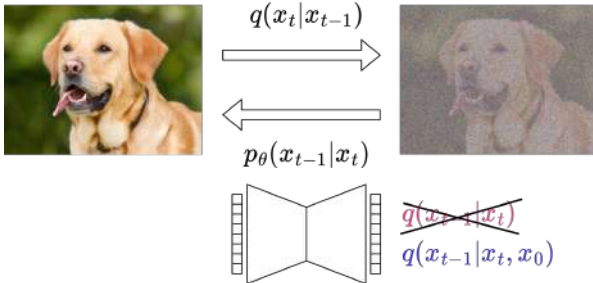 q(x_t|x_{t-1})
p_θ(x_{t-1}|x_t)
q(x_{t-1}|x_t)
q(x_{t-1}|x_t, x_0)